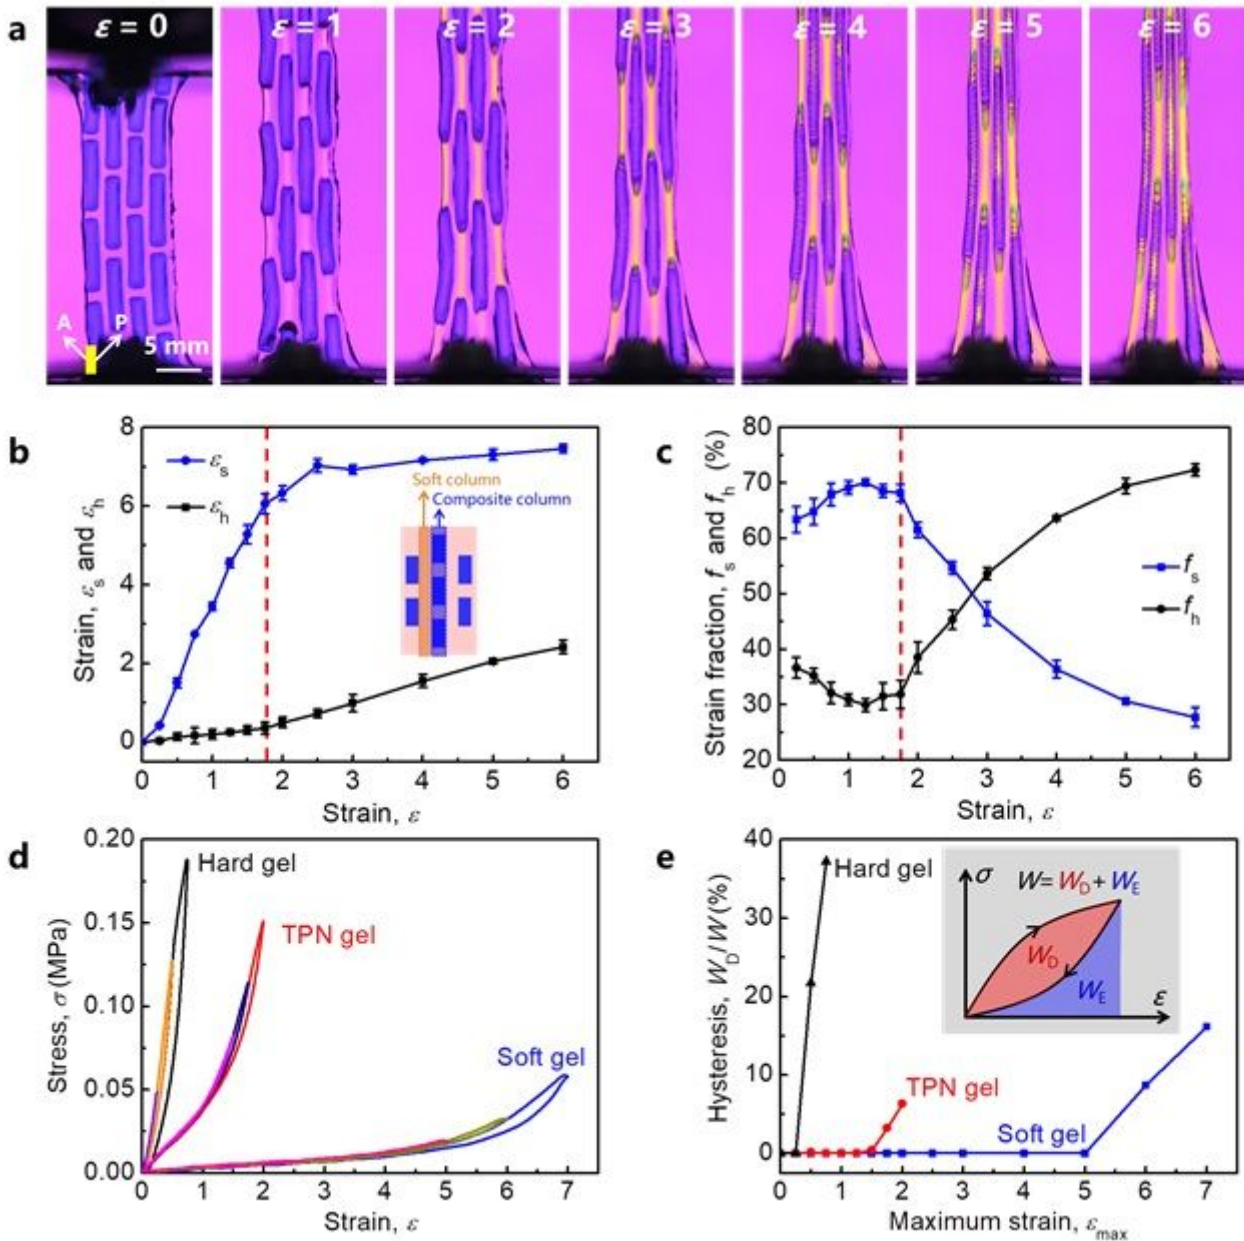 a
ε = 0
ε = 1
ε = 2
ε = 3
ε = 4
ε = 5
ε = 6
A
P
5 mm
b
Strain, εs and εh
8
6
4
2
0
εs
εh
Soft column
Composite column
0 1 2 3 4 5 6
Strain, ε
c
Strain fraction, fs and fh (%)
80
70
60
50
40
30
20
fs
fh
0 1 2 3 4 5 6
Strain, ε
d
Stress, σ (MPa)
0.20
0.15
0.10
0.05
0.00
Hard gel
TPN gel
Soft gel
0 1 2 3 4 5 6 7
Strain, ε
e
Hysteresis, WD/W (%)
40
30
20
10
0
Hard gel
σ
W= WD + WE
WD
WE
ε
TPN gel
Soft gel
0 1 2 3 4 5 6 7
Maximum strain, εmax